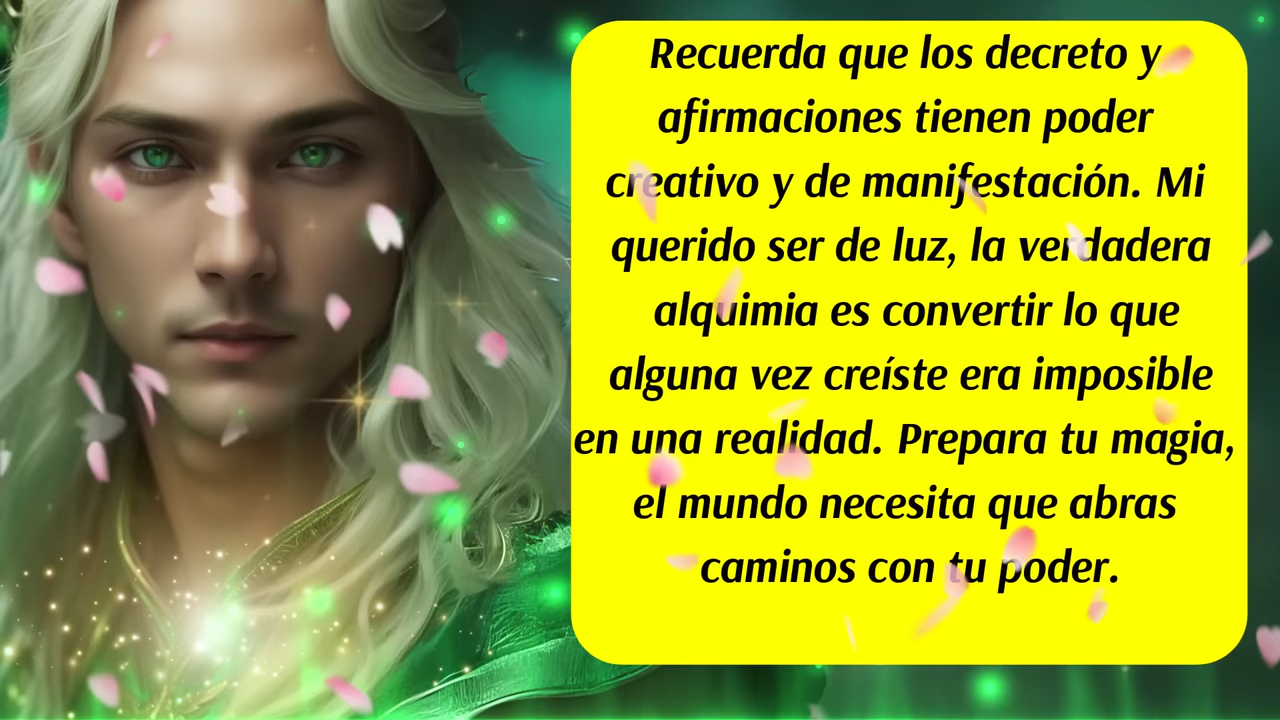 Recuerda que los decreto y
afirmaciones tienen poder
creativo y de manifestación. Mi
querido ser de luz, la verdadera
alquimia es convertir lo que
alguna vez creíste era imposible
en una realidad. Prepara tu magia,
el mundo necesita que abras
caminos con tu poder.